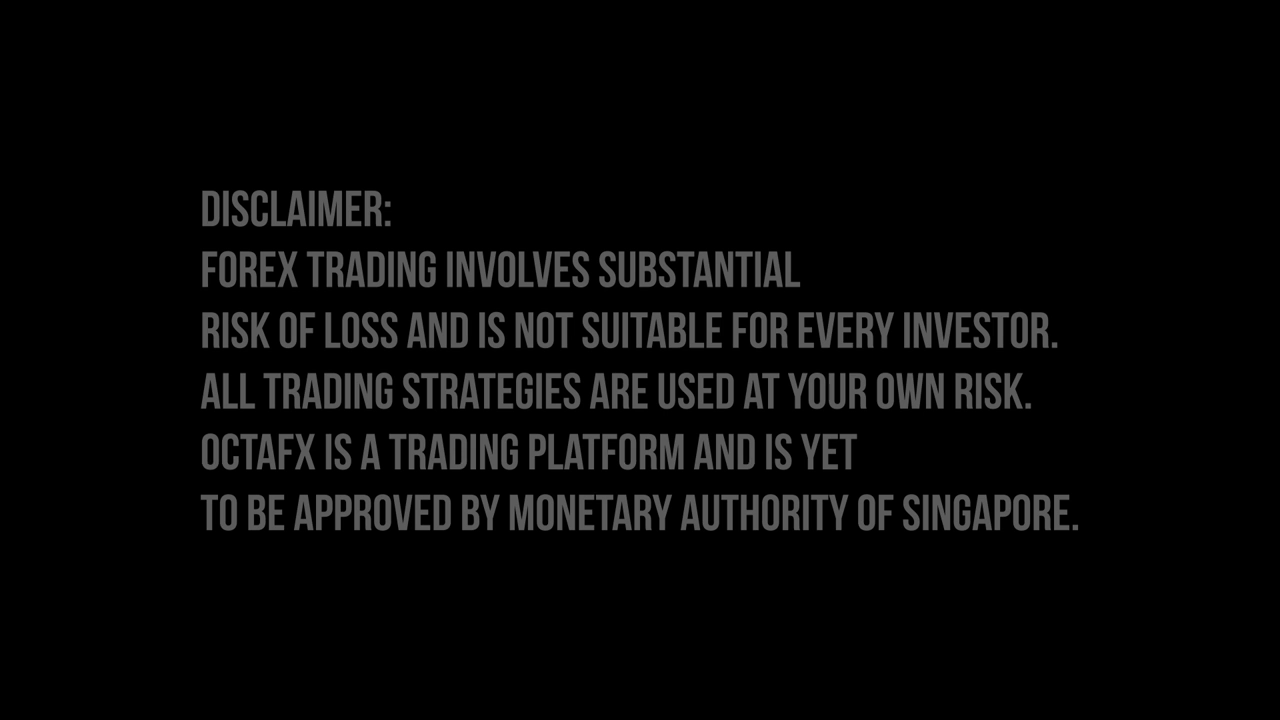 DISCLAIMER:
FOREX TRADING INVOLVES SUBSTANTIAL
RISK OF LOSS AND IS NOT SUITABLE FOR EVERY INVESTOR.
ALL TRADING STRATEGIES ARE USED AT YOUR OWN RISK.
OCTAFX IS A TRADING PLATFORM AND IS YET
TO BE APPROVED BY MONETARY AUTHORITY OF SINGAPORE.